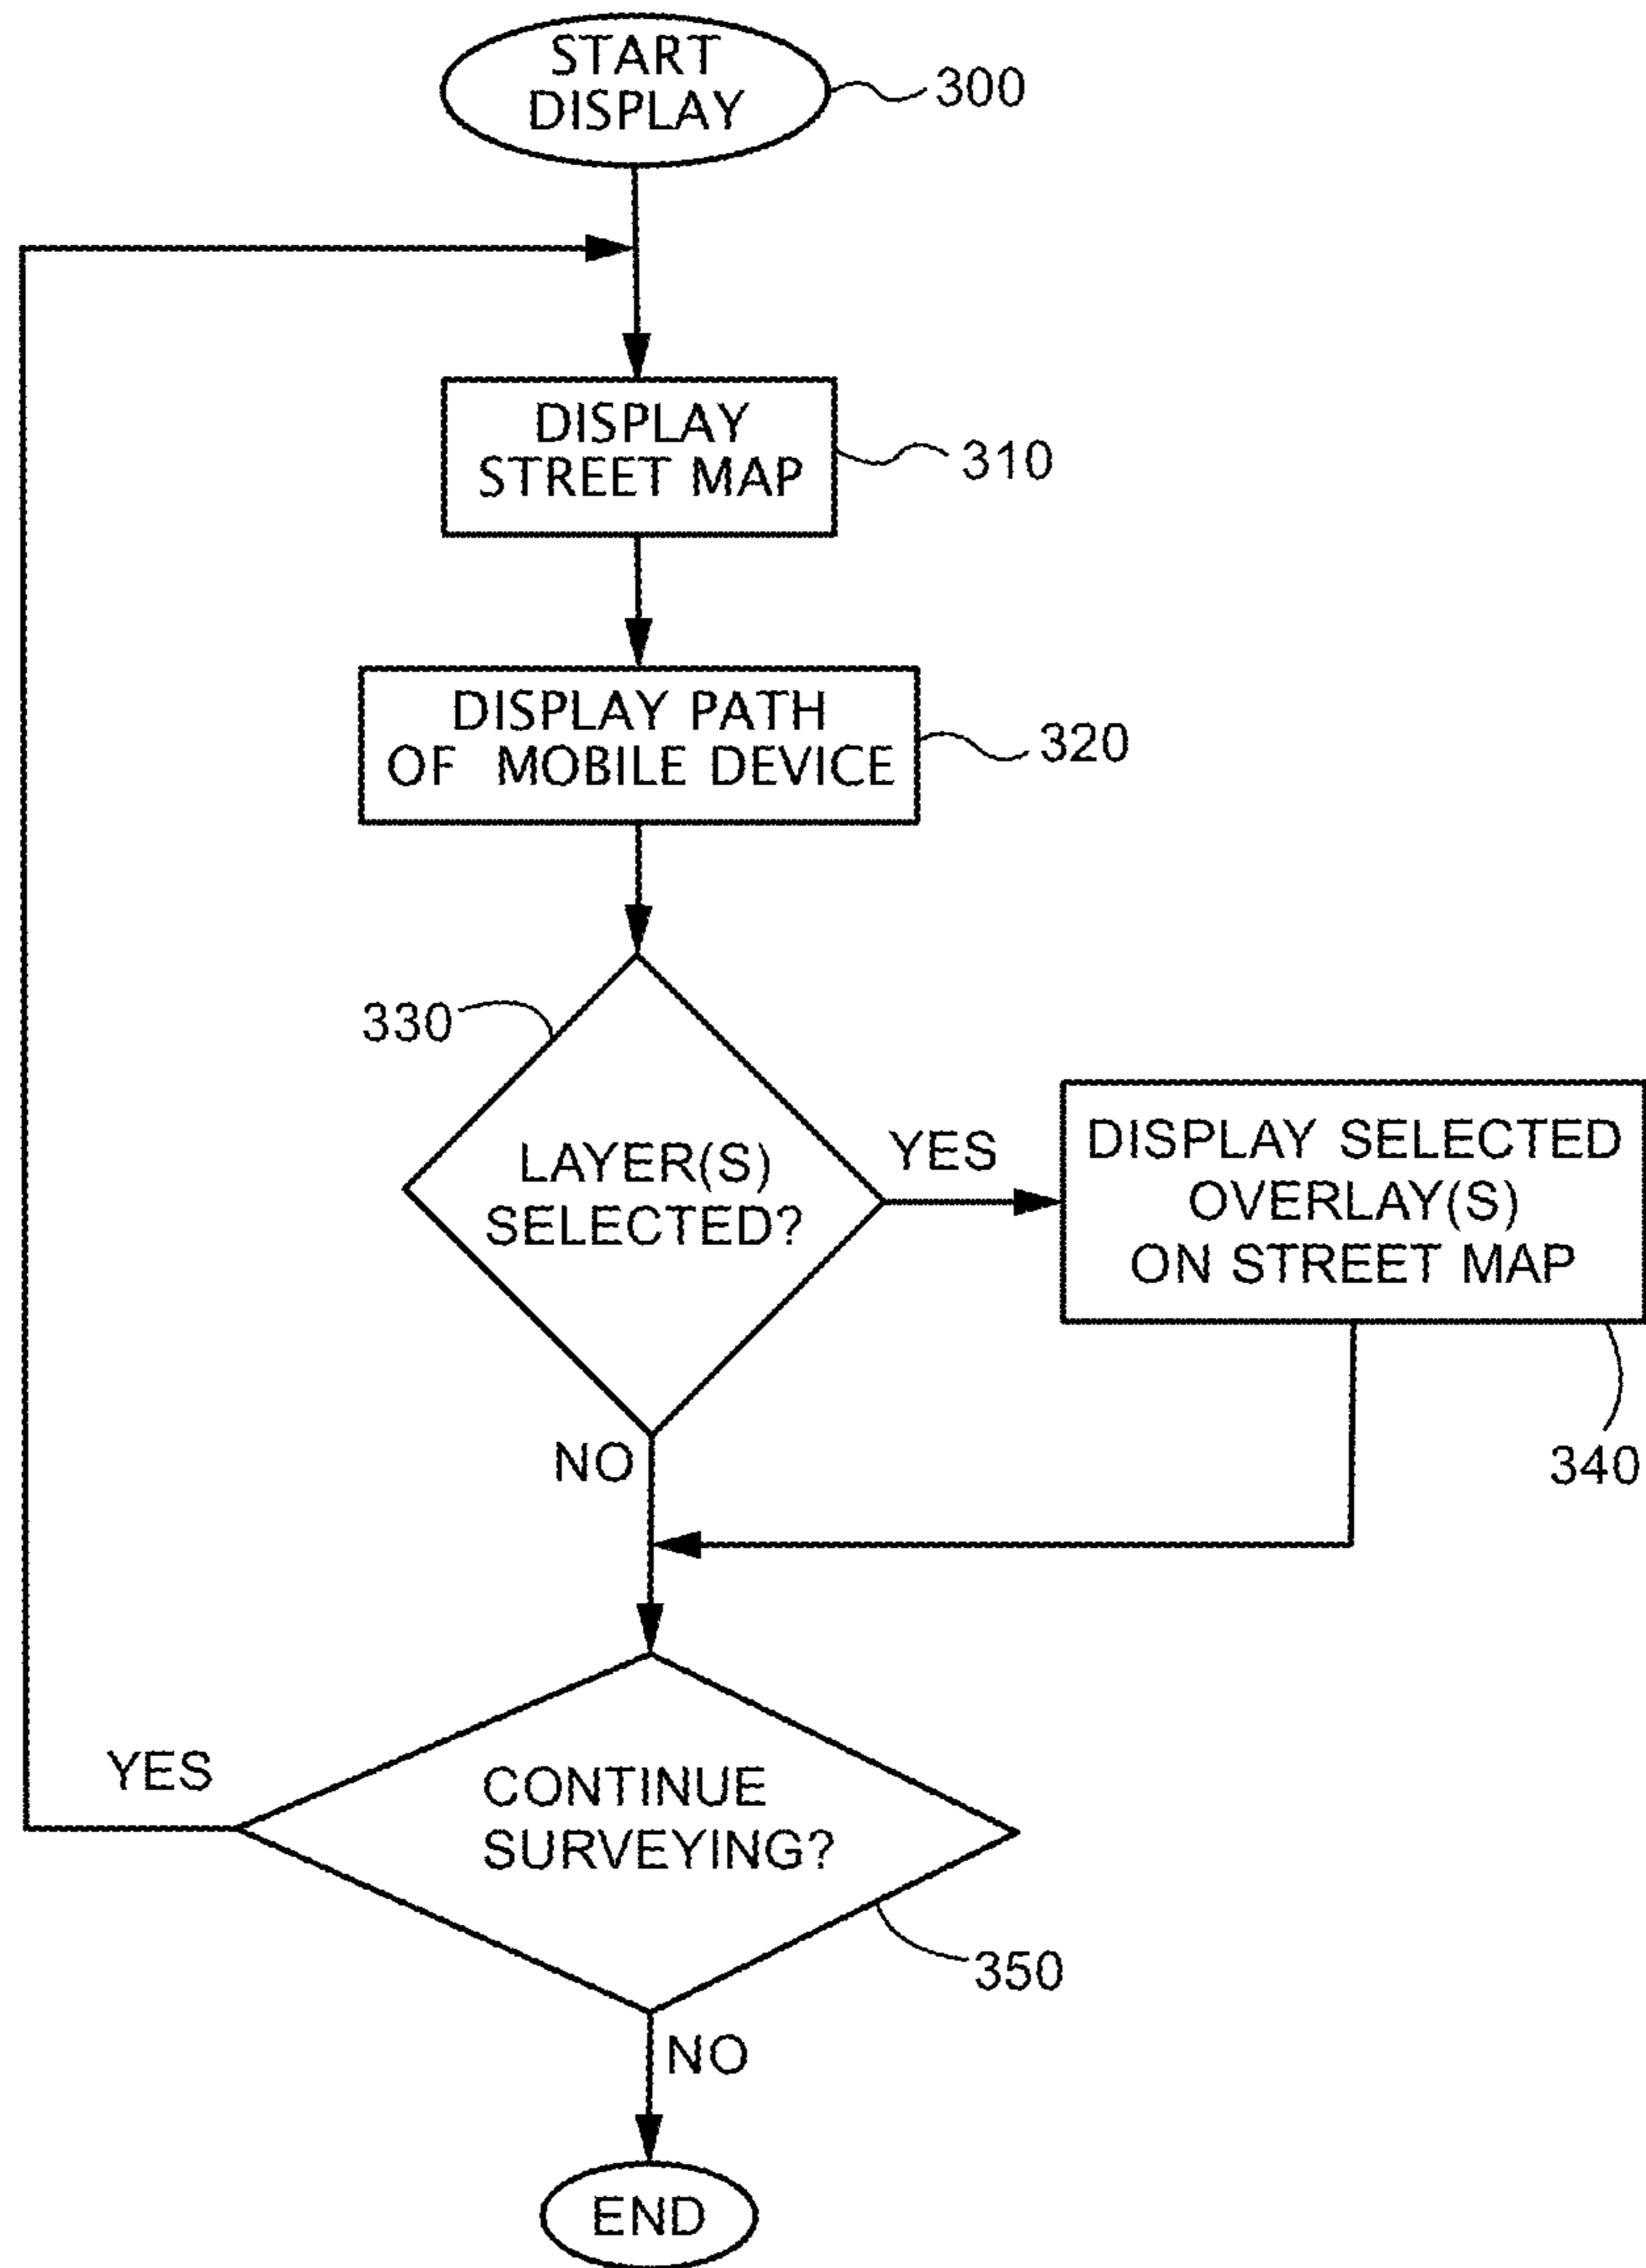 START
DISPLAY
300
DISPLAY
STREET MAP
310
DISPLAY PATH
OF MOBILE DEVICE
320
330
LAYER(S)
SELECTED?
YES
DISPLAY SELECTED
OVERLAY(S)
ON STREET MAP
340
NO
YES
CONTINUE
SURVEYING?
350
NO
END